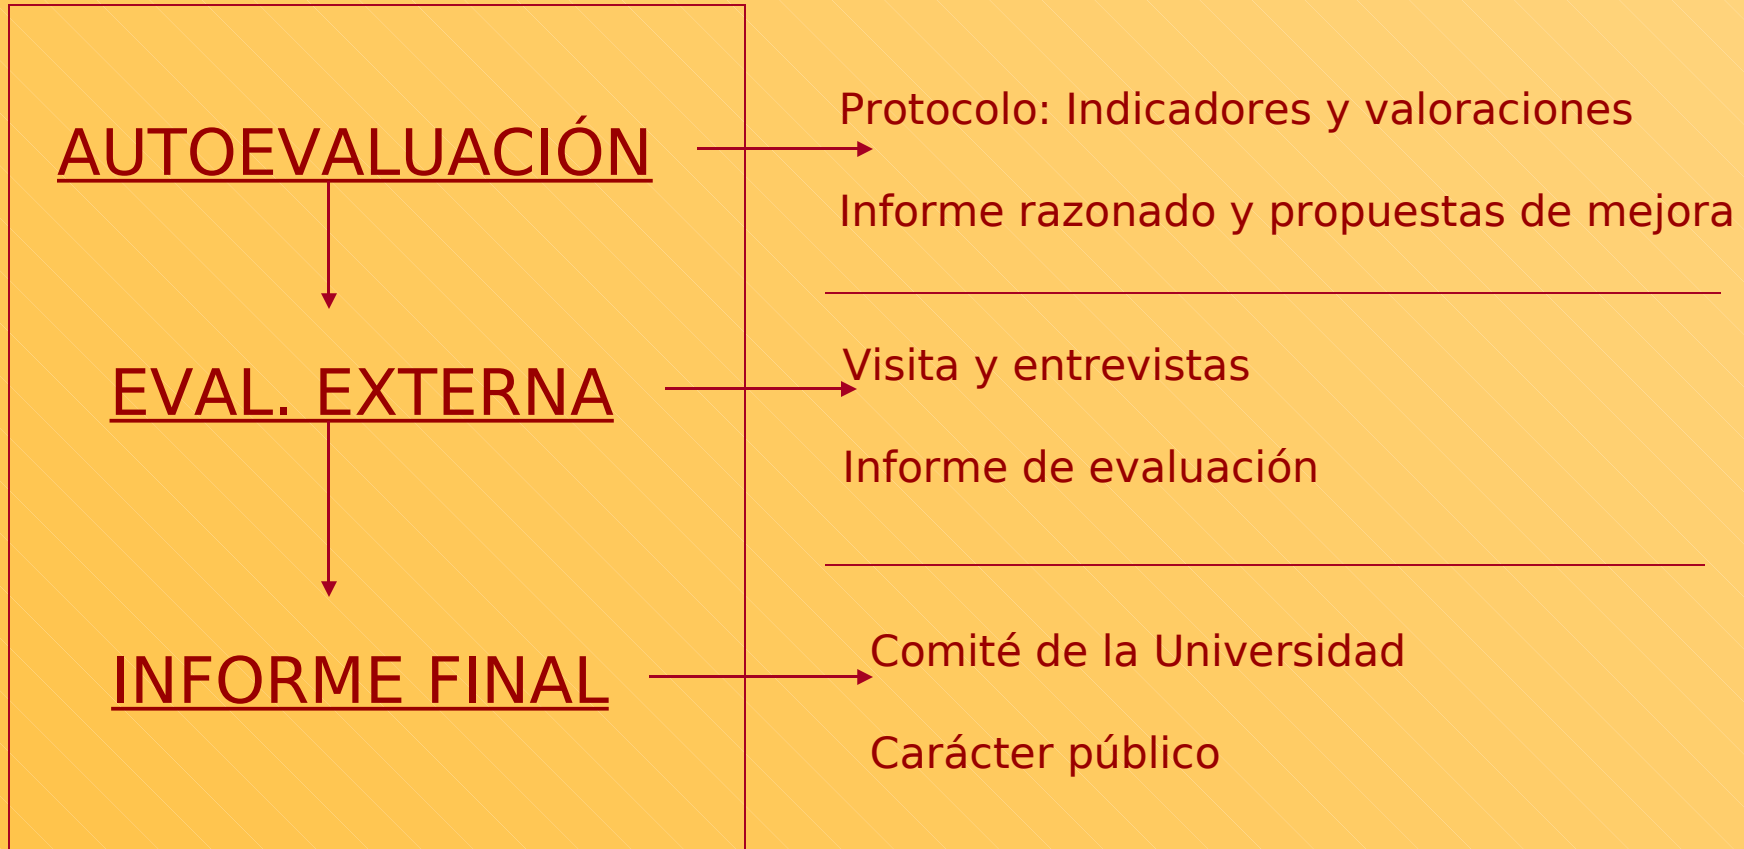 AUTOEVALUACIÓN
Protocolo: Indicadores y valoraciones
Informe razonado y propuestas de mejora
EVAL. EXTERNA
Visita y entrevistas
Informe de evaluación
INFORME FINAL
Comité de la Universidad
Carácter público